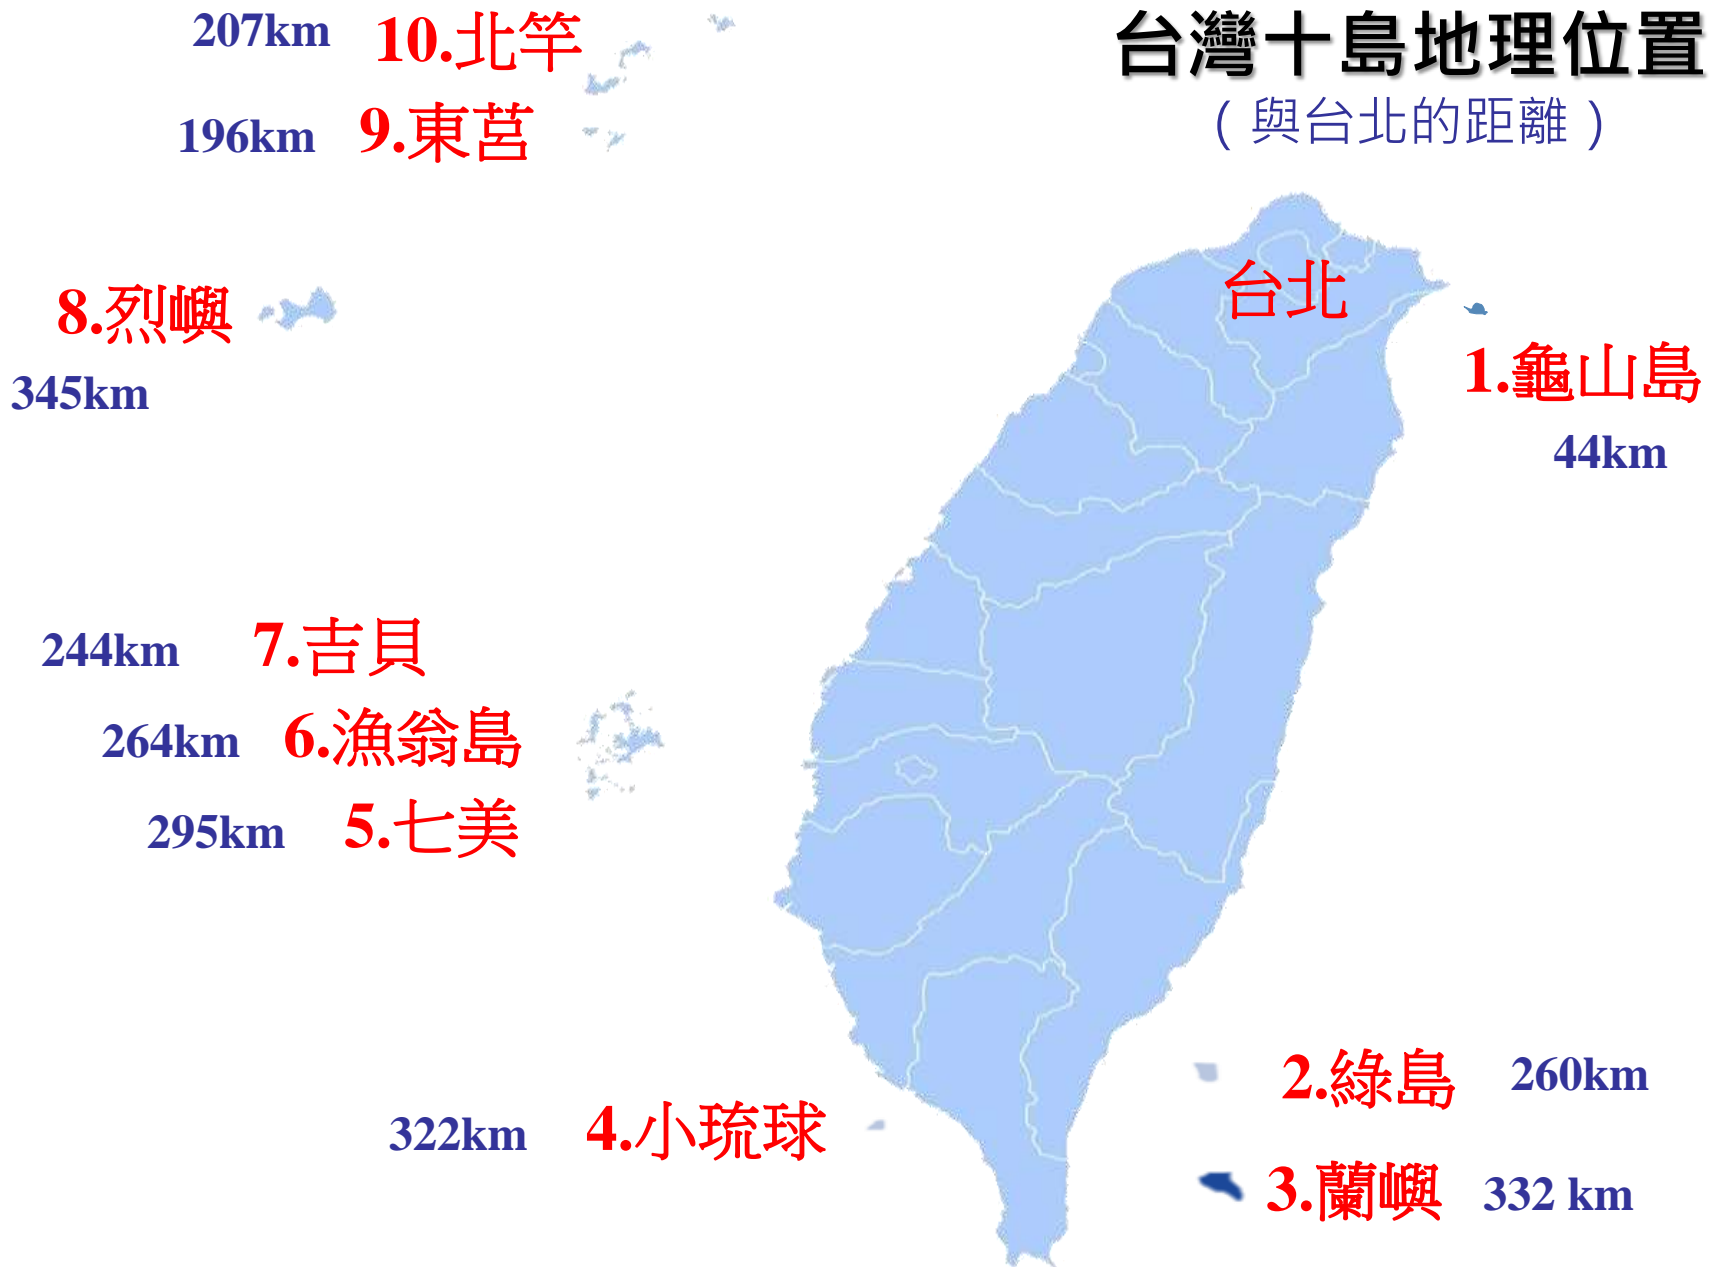 台灣十島地理位置
(與台北的距離)
207km 10.北竿
196km 9.東莒
台北
8.烈嶼
345km
1.龜山島
44km
244km 7.吉貝
264km 6.漁翁島
295km 5.七美
2.綠島 260km
322km 4.小琉球
3.蘭嶼 332 km